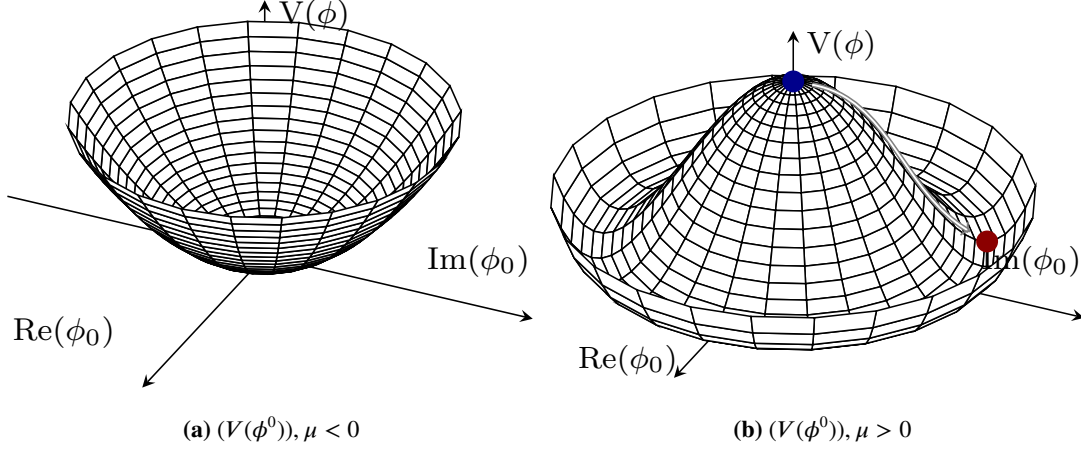 V(ϕ)
Im(ϕ₀)
Re(ϕ₀)
(a) (V(ϕ⁰)), μ < 0
V(ϕ)
Im(ϕ₀)
Re(ϕ₀)
(b) (V(ϕ⁰)), μ > 0